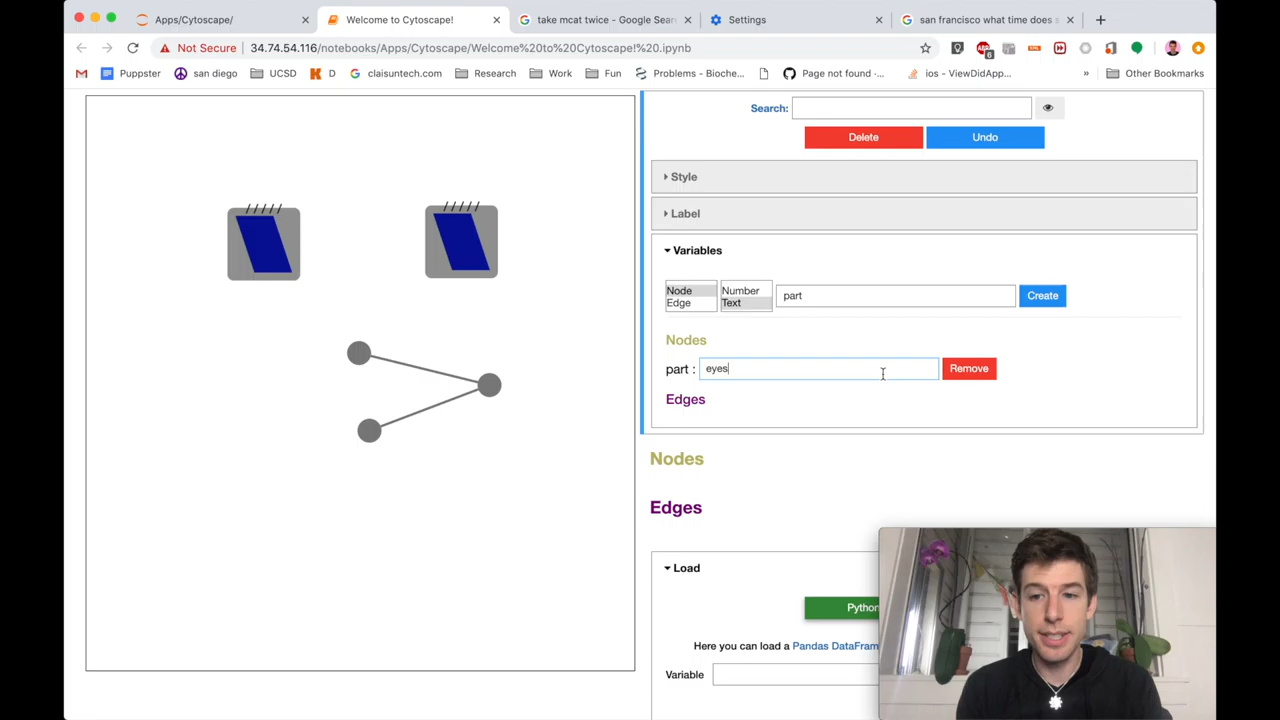 Apps/Cytoscape/
Welcome to Cytoscape!
take mcat twice - Google Sear
Settings
san francisco what time does s
Not Secure
34.74.54.116/notebooks/Apps/Cytoscape/Welcome%20to%20Cytoscape!%20.ipynb
6
Puppster
san diego
UCSD
D
claisuntech.com
Research
Work
Fun
Problems - Bioche...
Page not found ·...
ios - ViewDidApp...
»
Other Bookmarks
Search:
Delete
Undo
Style
Label
Variables
Node
Edge
Number
Text
part
Create
Nodes
part :
eyes
Remove
Edges
Nodes
Edges
Load
Python
Here you can load a Pandas DataFram
Variable
/////
/////